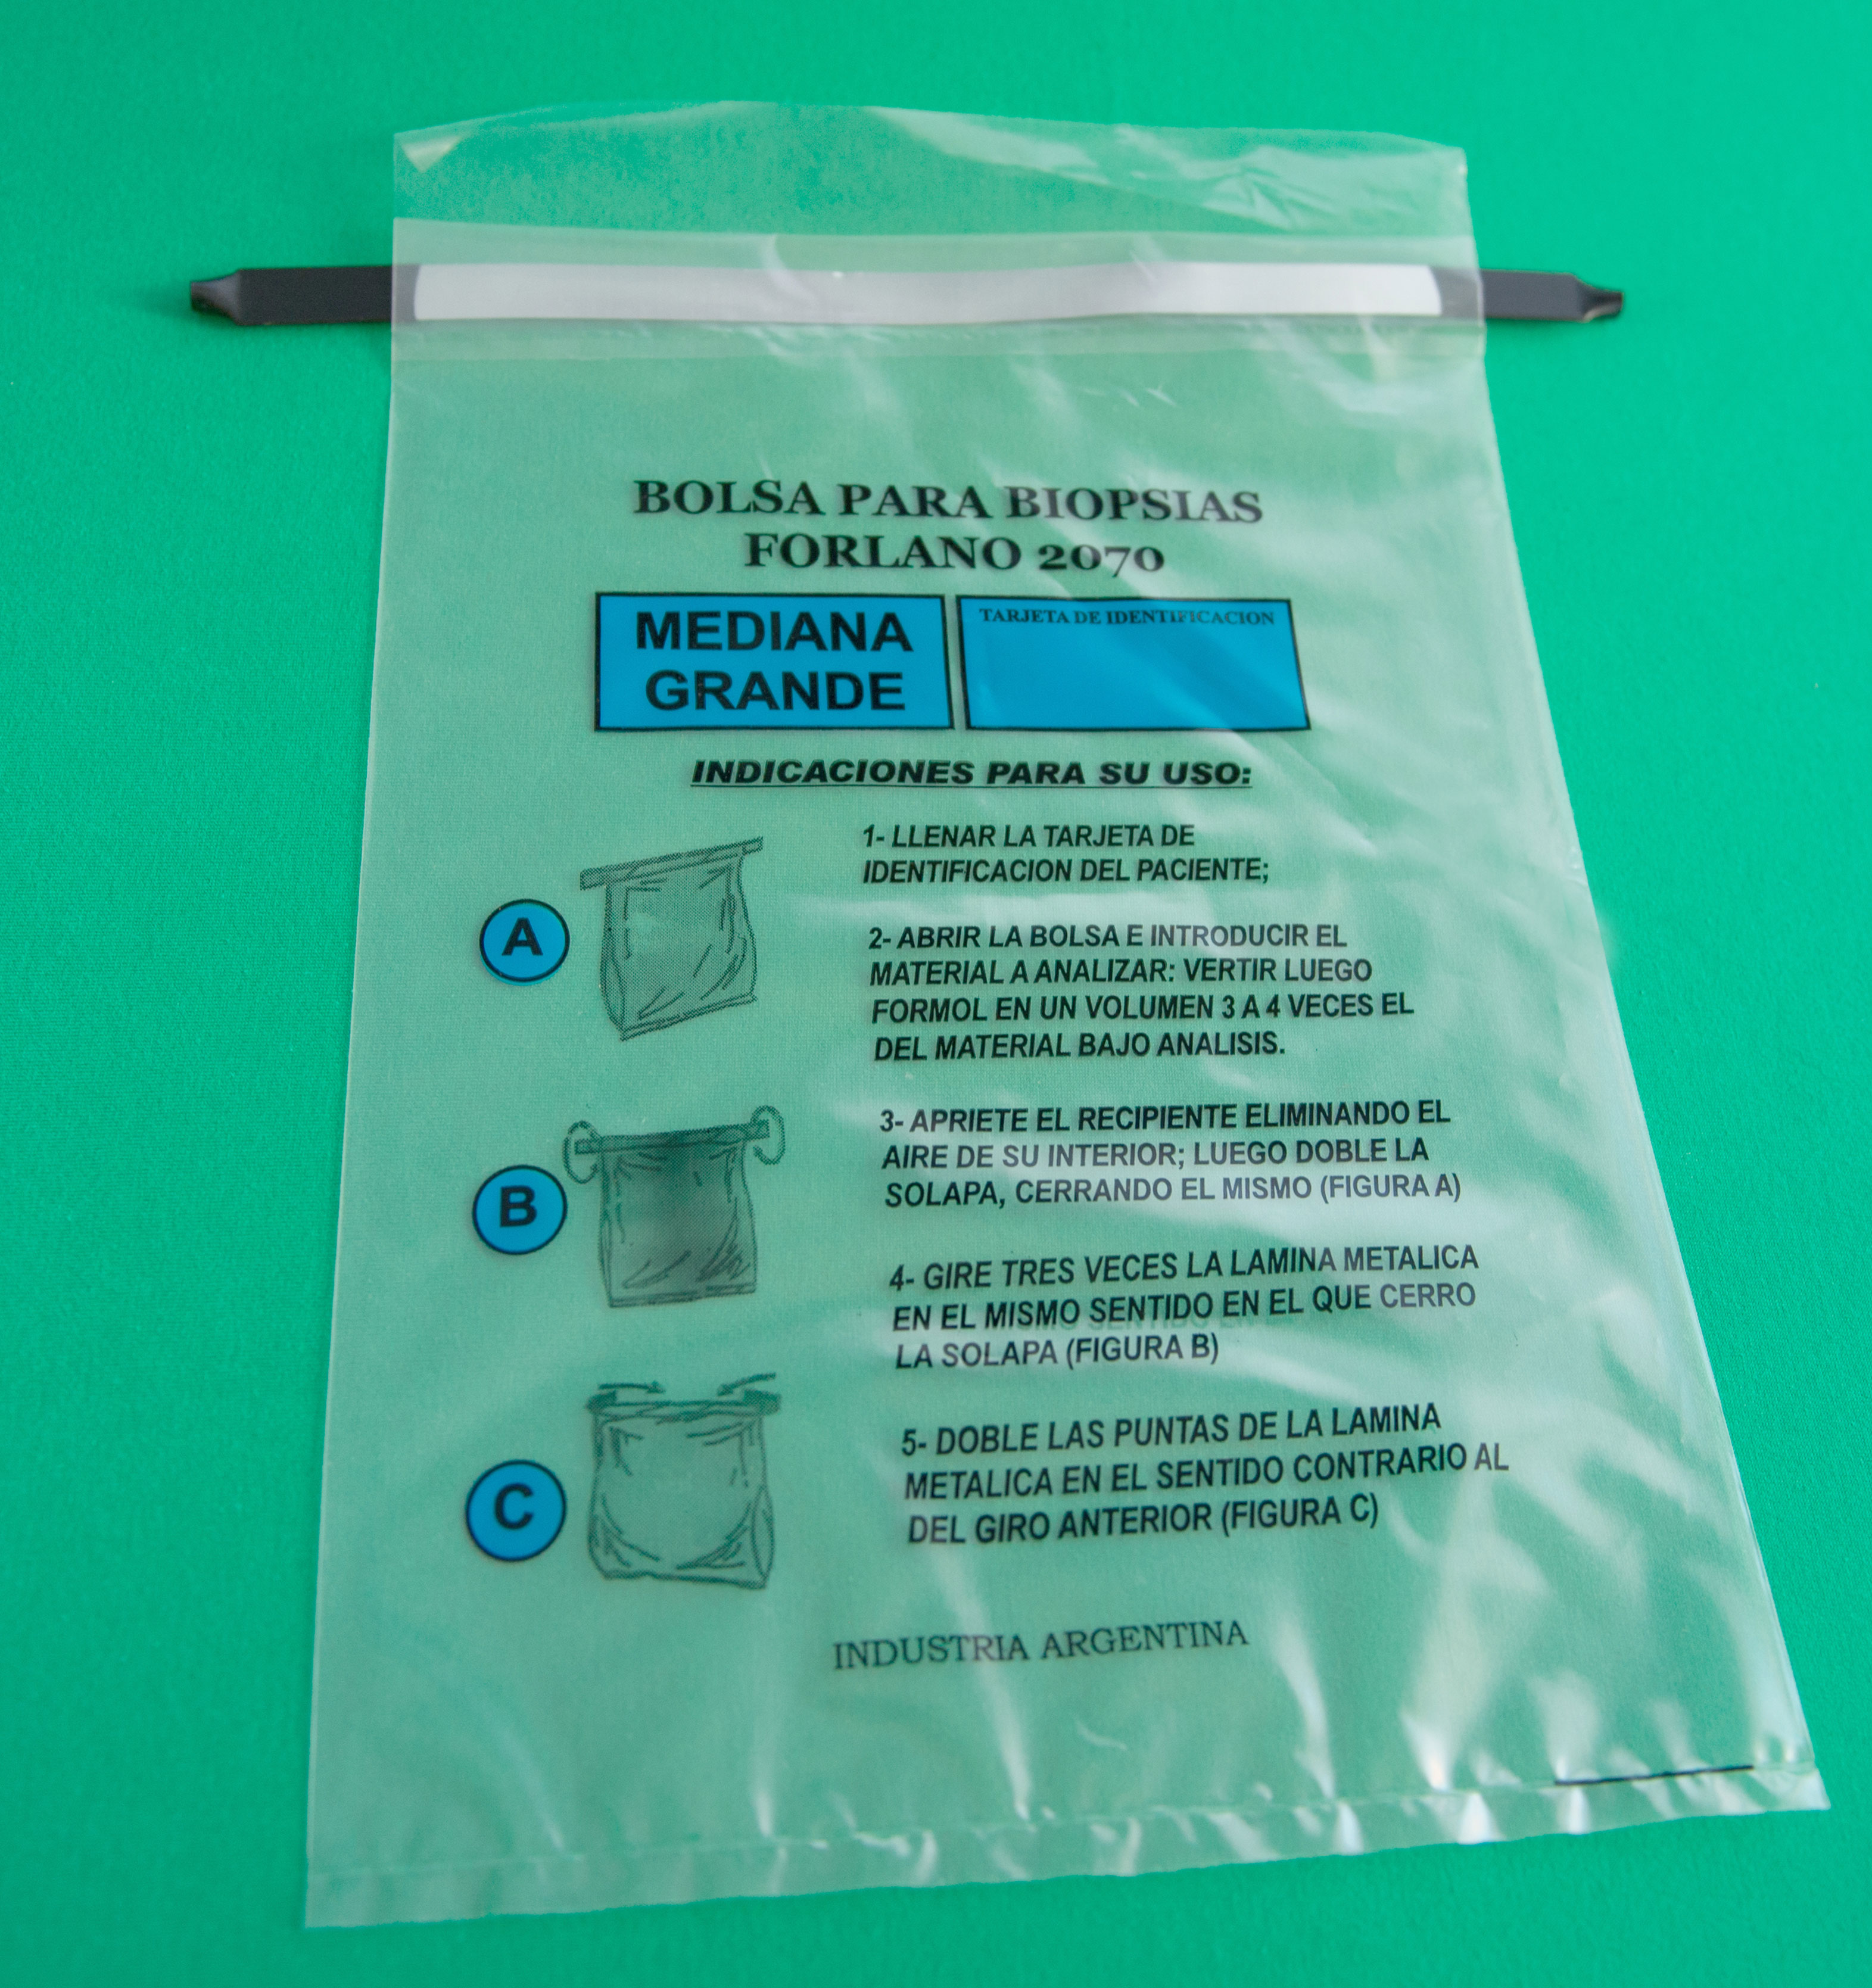 BOLSA PARA BIOPSIAS
FORLANO 2070
MEDIANA
GRANDE
TARJETA DE IDENTIFICACION
INDICACIONES PARA SU USO:
1- LLENAR LA TARJETA DE
IDENTIFICACION DEL PACIENTE;
A
2- ABRIR LA BOLSA E INTRODUCIR EL
MATERIAL A ANALIZAR: VERTIR LUEGO
FORMOL EN UN VOLUMEN 3 A 4 VECES EL
DEL MATERIAL BAJO ANALISIS.
B
3- APRIETE EL RECIPIENTE ELIMINANDO EL
AIRE DE SU INTERIOR; LUEGO DOBLE LA
SOLAPA, CERRANDO EL MISMO (FIGURA A)
4- GIRE TRES VECES LA LAMINA METALICA
EN EL MISMO SENTIDO EN EL QUE CERRO
LA SOLAPA (FIGURA B)
C
5- DOBLE LAS PUNTAS DE LA LAMINA
METALICA EN EL SENTIDO CONTRARIO AL
DEL GIRO ANTERIOR (FIGURA C)
INDUSTRIA ARGENTINA